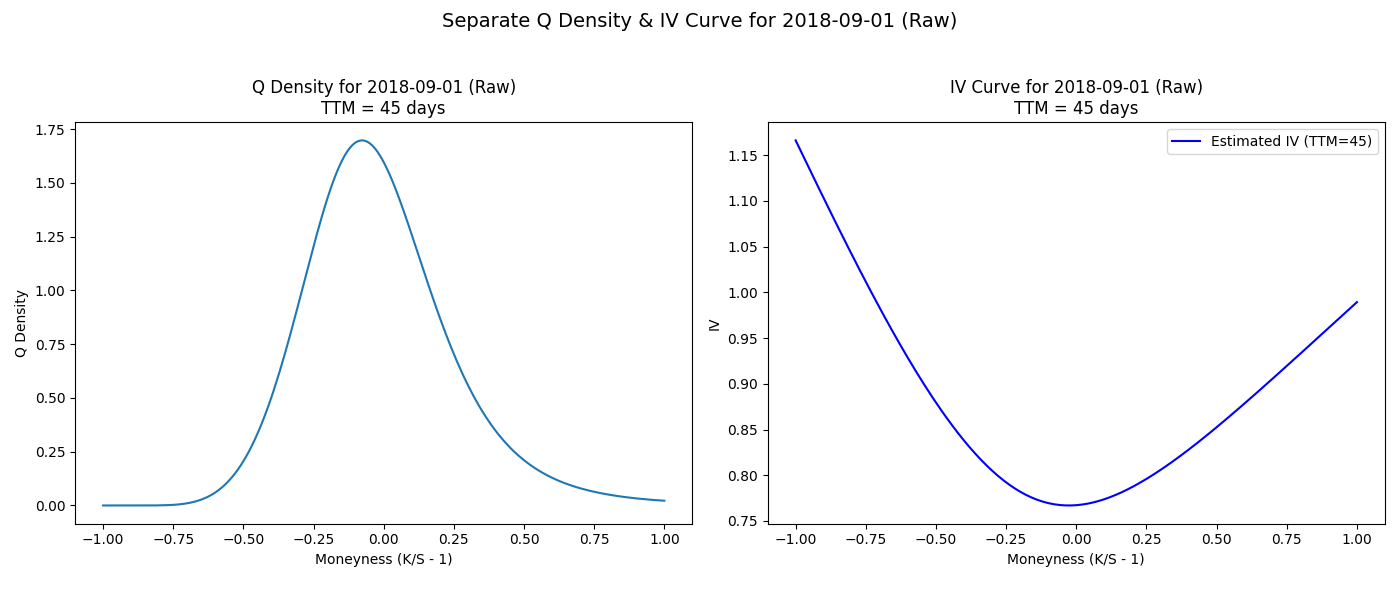 Separate Q Density & IV Curve for 2018-09-01 (Raw)
Q Density for 2018-09-01 (Raw)
TTM = 45 days
1.75
1.50
1.25
1.00
0.75
0.50
0.25
0.00
Q Density
−1.00 −0.75 −0.50 −0.25 0.00 0.25 0.50 0.75 1.00
Moneyness (K/S - 1)
IV Curve for 2018-09-01 (Raw)
TTM = 45 days
Estimated IV (TTM=45)
1.15
1.10
1.05
1.00
0.95
0.90
0.85
0.80
0.75
IV
−1.00 −0.75 −0.50 −0.25 0.00 0.25 0.50 0.75 1.00
Moneyness (K/S - 1)